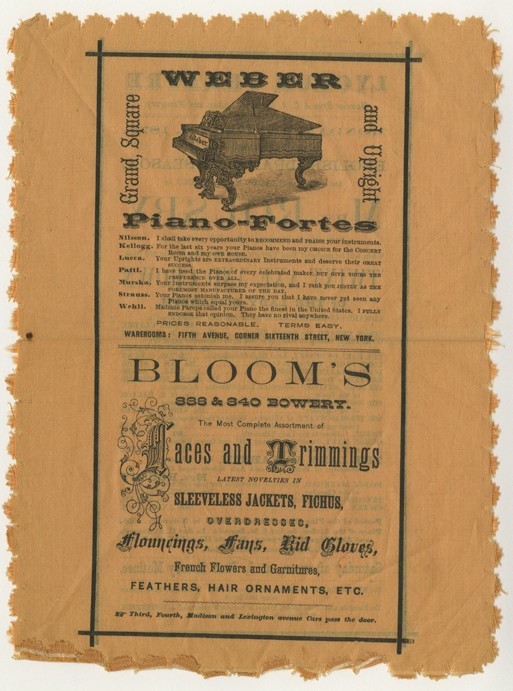 WEBER
Grand, Square
and Upright
Weber
Piano-Fortes
Nilsson. I shall take every opportunity to RECOMMEND and PRAISE your instruments.
Kellogg. For the last six years your Pianos have been my CHOICE for the CONCERT
Room and my own HOUSE.
Lucca. Your Uprights are EXTRAORDINARY Instruments and deserve their GREAT
SUCCESS.
Patti. I have used the Pianos of every celebrated maker, BUT GIVE YOURS THE
PREFERENCE OVER ALL.
Murska. Your Instruments surpass my expectation, and I rank you JUSTLY AS THE
FOREMOST MANUFACTURER OF THE DAY.
Strauss. Your Pianos astonish me. I assure you that I have never yet seen any
Pianos which equal yours.
Wehli. Madame Parepa called your Piano the finest in the United States. I FULLY
ENDORSE that opinion. They have no rival anywhere.
PRICES REASONABLE. TERMS EASY.
WAREROOMS: FIFTH AVENUE, CORNER SIXTEENTH STREET, NEW YORK.
BLOOM'S
338 & 340 BOWERY.
The Most Complete Assortment of
Laces and Trimmings
LATEST NOVELTIES IN
SLEEVELESS JACKETS, FICHUS,
OVERDRESSES,
Flouncings, Fans, Kid Gloves,
French Flowers and Garnitures,
FEATHERS, HAIR ORNAMENTS, ETC.
Third, Fourth, Madison and Lexington avenue Cars pass the door.